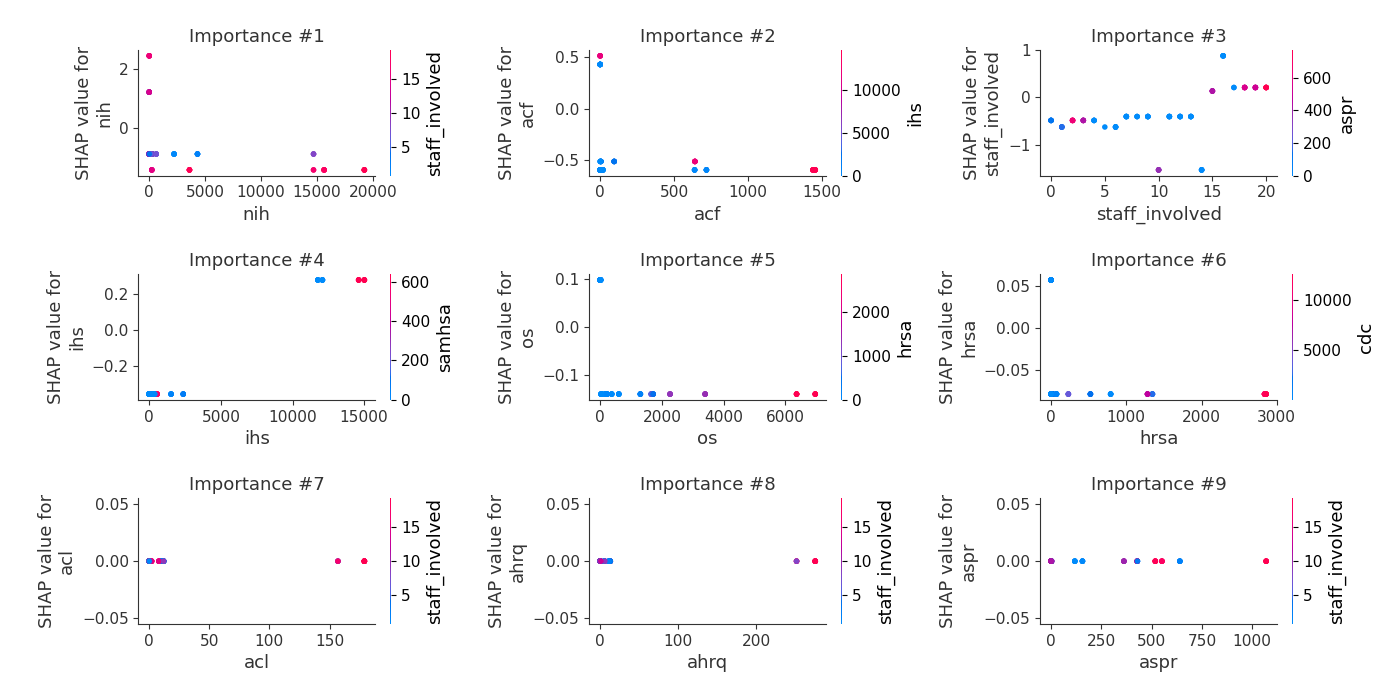 Importance #1
SHAP value for
nih
2
0
0
5000
10000
15000
20000
nih
15
10
5
staff_involved
Importance #2
SHAP value for
acf
0.5
0.0
−0.5
0
500
1000
1500
acf
10000
5000
0
ihs
Importance #3
SHAP value for
staff_involved
1
0
−1
0
5
10
15
20
staff_involved
600
400
200
0
aspr
Importance #4
SHAP value for
ihs
0.2
0.0
−0.2
0
5000
10000
15000
ihs
600
400
200
0
samhsa
Importance #5
SHAP value for
os
0.1
0.0
−0.1
0
2000
4000
6000
os
2000
1000
0
hrsa
Importance #6
SHAP value for
hrsa
0.05
0.00
−0.05
0
1000
2000
3000
hrsa
10000
5000
cdc
Importance #7
SHAP value for
acl
0.05
0.00
−0.05
0
50
100
150
acl
15
10
5
staff_involved
Importance #8
SHAP value for
ahrq
0.05
0.00
−0.05
0
100
200
ahrq
15
10
5
staff_involved
Importance #9
SHAP value for
aspr
0.05
0.00
−0.05
0
250
500
750
1000
aspr
15
10
5
staff_involved